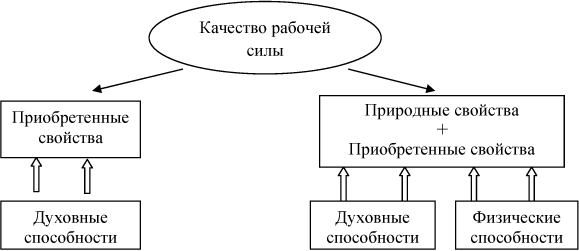 Качество рабочей
силы
Приобретенные
свойства
Природные свойства
+
Приобретенные свойства
Духовные
способности
Духовные
способности
Физические
способности